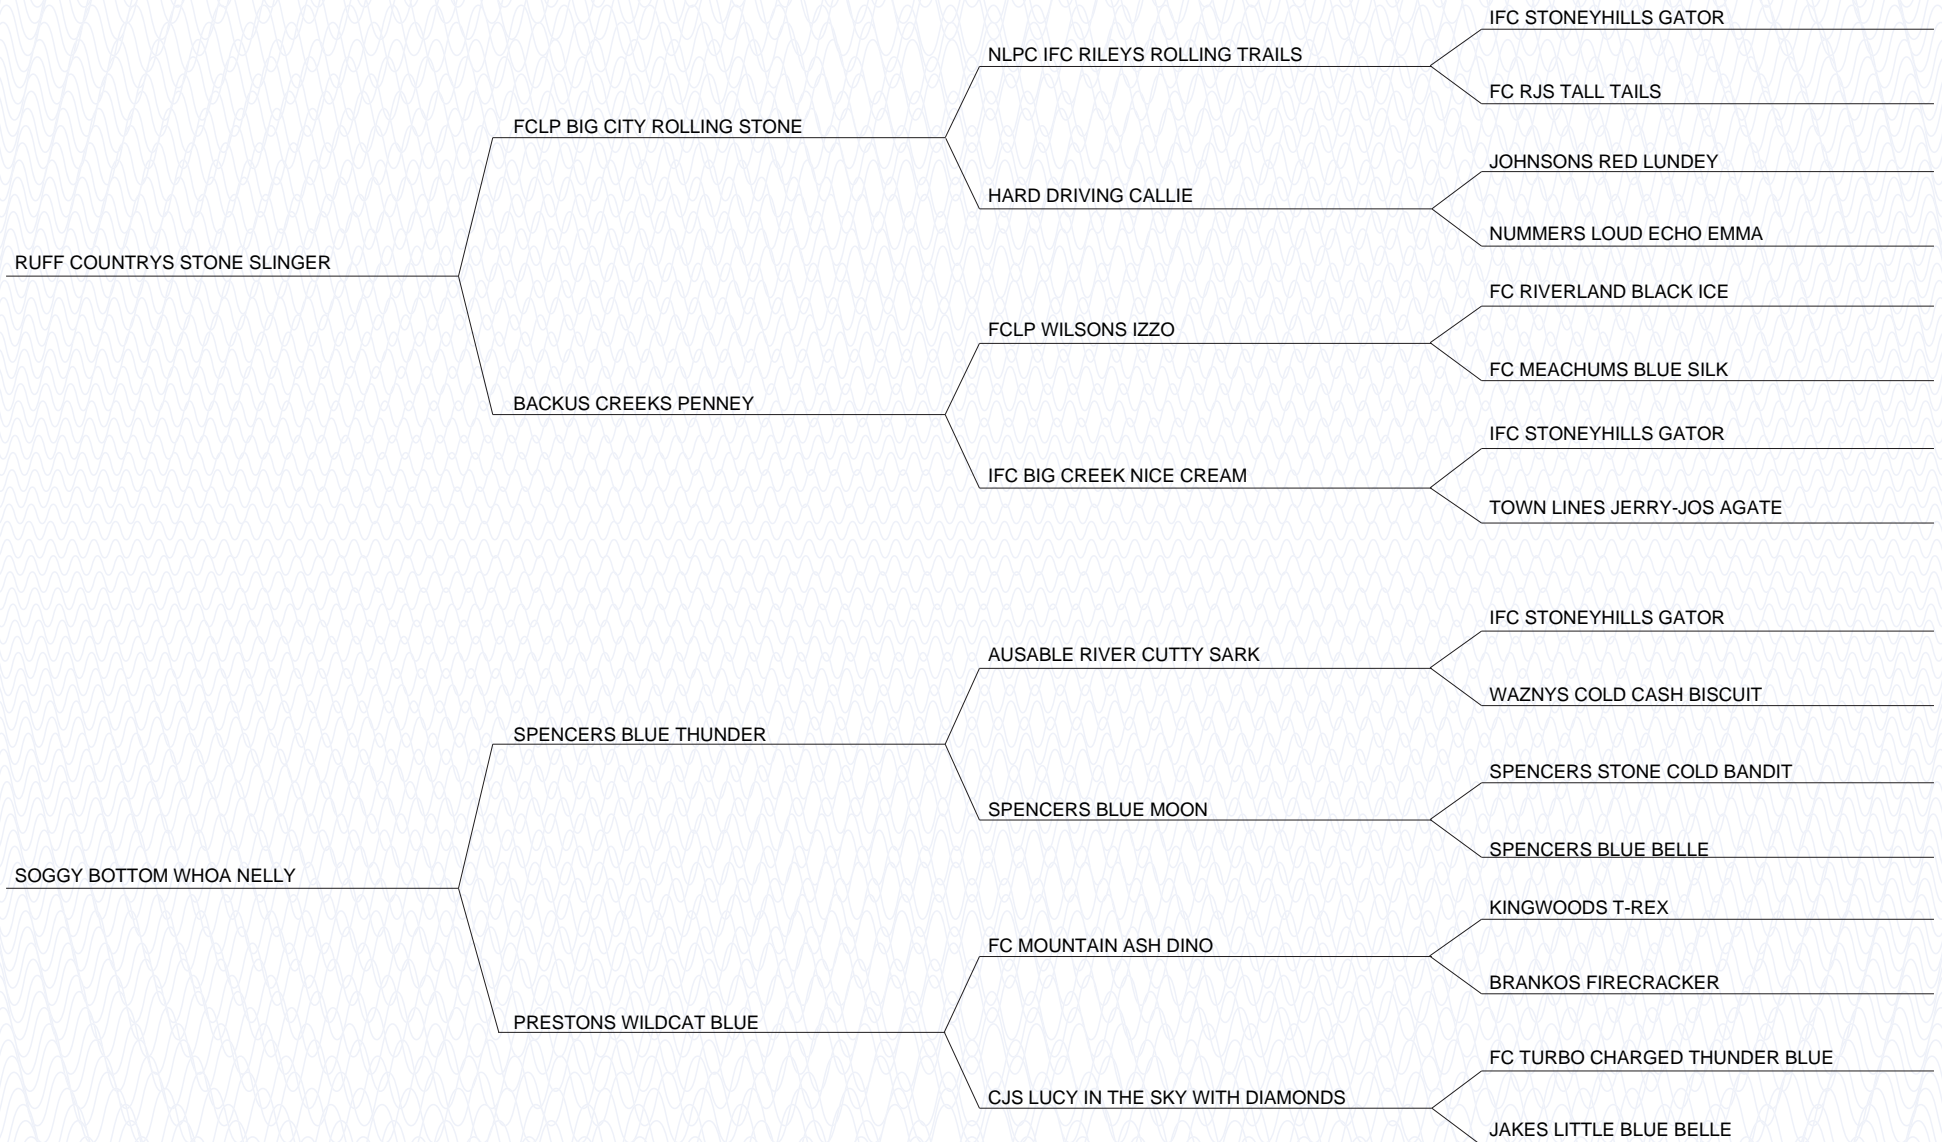 IFC STONEYHILLS GATOR
NLPC IFC RILEYS ROLLING TRAILS
FC RJS TALL TAILS
FCLP BIG CITY ROLLING STONE
JOHNSONS RED LUNDEY
HARD DRIVING CALLIE
NUMMERS LOUD ECHO EMMA
RUFF COUNTRYS STONE SLINGER
FC RIVERLAND BLACK ICE
FCLP WILSONS IZZO
FC MEACHUMS BLUE SILK
BACKUS CREEKS PENNEY
IFC STONEYHILLS GATOR
IFC BIG CREEK NICE CREAM
TOWN LINES JERRY-JOS AGATE
IFC STONEYHILLS GATOR
AUSABLE RIVER CUTTY SARK
WAZNYS COLD CASH BISCUIT
SPENCERS BLUE THUNDER
SPENCERS STONE COLD BANDIT
SPENCERS BLUE MOON
SPENCERS BLUE BELLE
SOGGY BOTTOM WHOA NELLY
KINGWOODS T-REX
FC MOUNTAIN ASH DINO
BRANKOS FIRECRACKER
PRESTONS WILDCAT BLUE
FC TURBO CHARGED THUNDER BLUE
CJS LUCY IN THE SKY WITH DIAMONDS
JAKES LITTLE BLUE BELLE